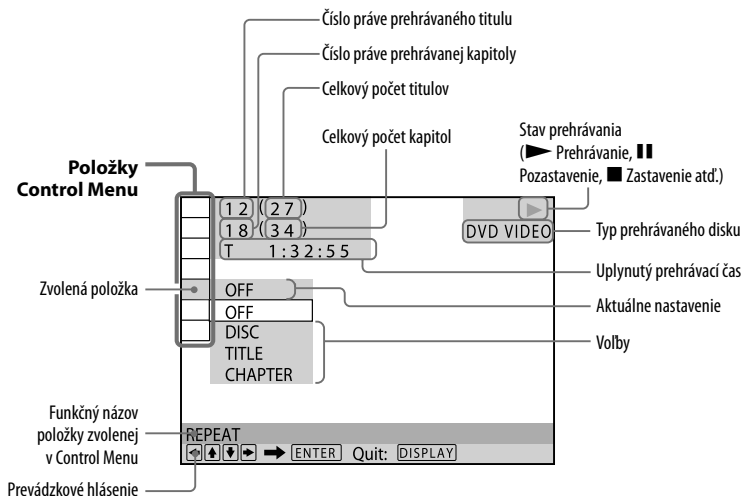 Číslo práve prehrávaného titulu
Číslo práve prehrávanej kapitoly
Celkový počet titulov
Celkový počet kapitol
Stav prehrávania
(▶ Prehrávanie, ❚❚
Pozastavenie, ■ Zastavenie atď.)
Položky
Control Menu
12 (27)
18 (34)
T 1:32:55
▶
DVD VIDEO
Typ prehrávaného disku
Uplynutý prehrávací čas
Zvolená položka
OFF
Aktuálne nastavenie
OFF
DISC
TITLE
CHAPTER
Voľby
Funkčný názov
položky zvolenej
v Control Menu
REPEAT
← ↑ ↓ → ➡ ENTER Quit: DISPLAY
Prevádzkové hlásenie